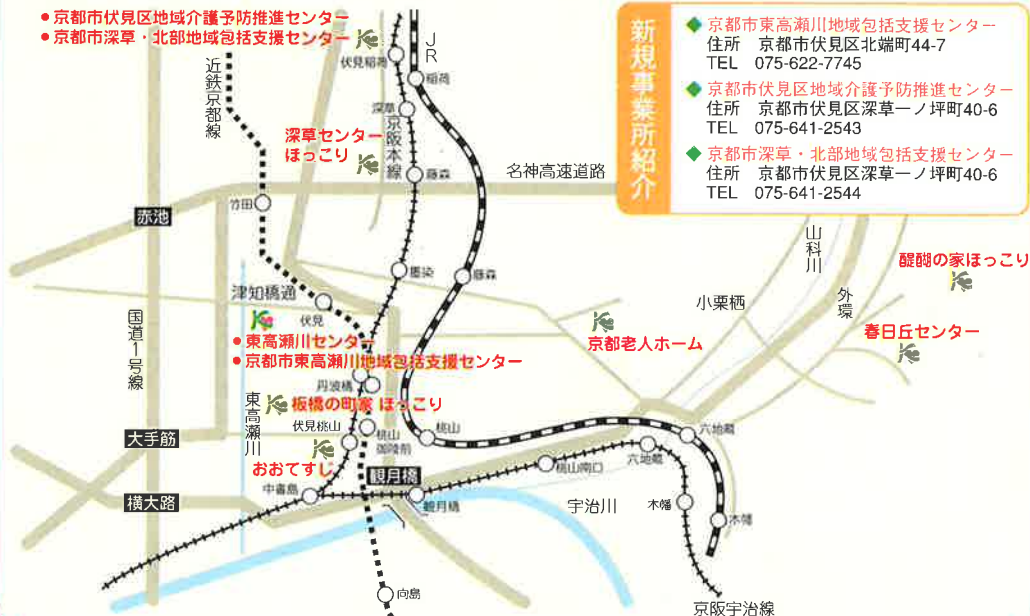 ●京都市伏見区地域介護予防推進センター
●京都市深草・北部地域包括支援センター
近鉄京都線
伏見稲荷
JR
稲荷
深草
京阪本線
深草センター
ほっこり
藤森
名神高速道路
新規事業所紹介
◆京都市東高瀬川地域包括支援センター
住所 京都市伏見区北端町44-7
TEL 075-622-7745
◆京都市伏見区地域介護予防推進センター
住所 京都市伏見区深草一ノ坪町40-6
TEL 075-641-2543
◆京都市深草・北部地域包括支援センター
住所 京都市伏見区深草一ノ坪町40-6
TEL 075-641-2544
赤池
竹田
墨染
藤森
山科川
醍醐の家ほっこり
津知橋通
伏見
小栗栖
外環
国道1号線
春日丘センター
京都老人ホーム
●東高瀬川センター
●京都市東高瀬川地域包括支援センター
丹波橋
東高瀬川
板橋の町家 ほっこり
伏見桃山
桃山御陵前
桃山
大手筋
六地蔵
おおてすじ
観月橋
六地蔵
桃山南口
中書島
横大路
観月橋
宇治川
木幡
木幡
向島
京阪宇治線